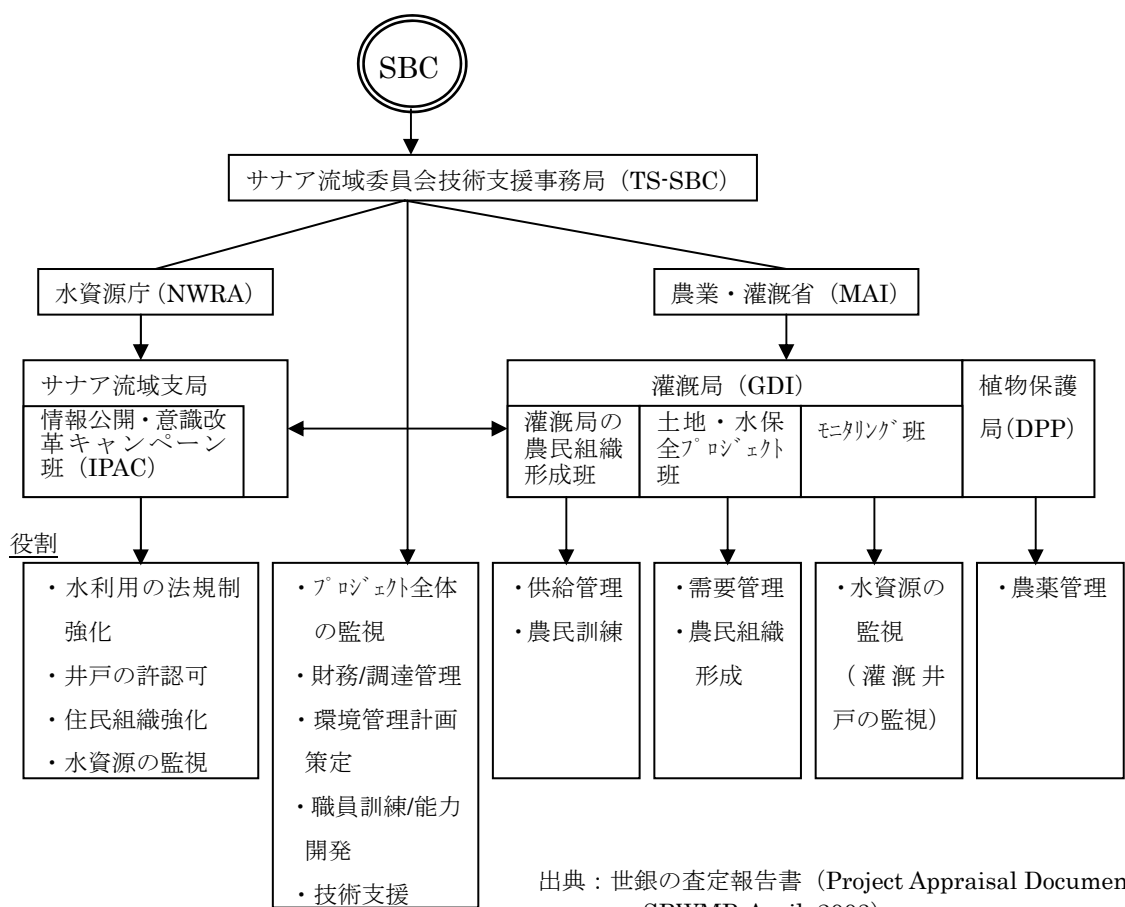 SBC
サナア流域委員会技術支援事務局（TS-SBC）
水資源庁（NWRA）
農業・灌漑省（MAI）
サナア流域支局
情報公開・意識改
革キャンペーン
班（IPAC）
灌漑局（GDI）
灌漑局の
農民組織
形成班
土地・水保
全ﾌﾟﾛｼﾞｪｸﾄ
班
ﾓﾆﾀﾘﾝｸﾞ班
植物保護
局（DPP）
役割
・水利用の法規制
強化
・井戸の許認可
・住民組織強化
・水資源の監視
・ﾌﾟﾛｼﾞｪｸﾄ全体
の監視
・財務/調達管理
・環境管理計画
策定
・職員訓練/能力
開発
・技術支援
・供給管理
・農民訓練
・需要管理
・農民組織
形成
・水資源の
監視
（灌漑井
戸の監視）
・農薬管理
出典：世銀の査定報告書（Project Appraisal Documen